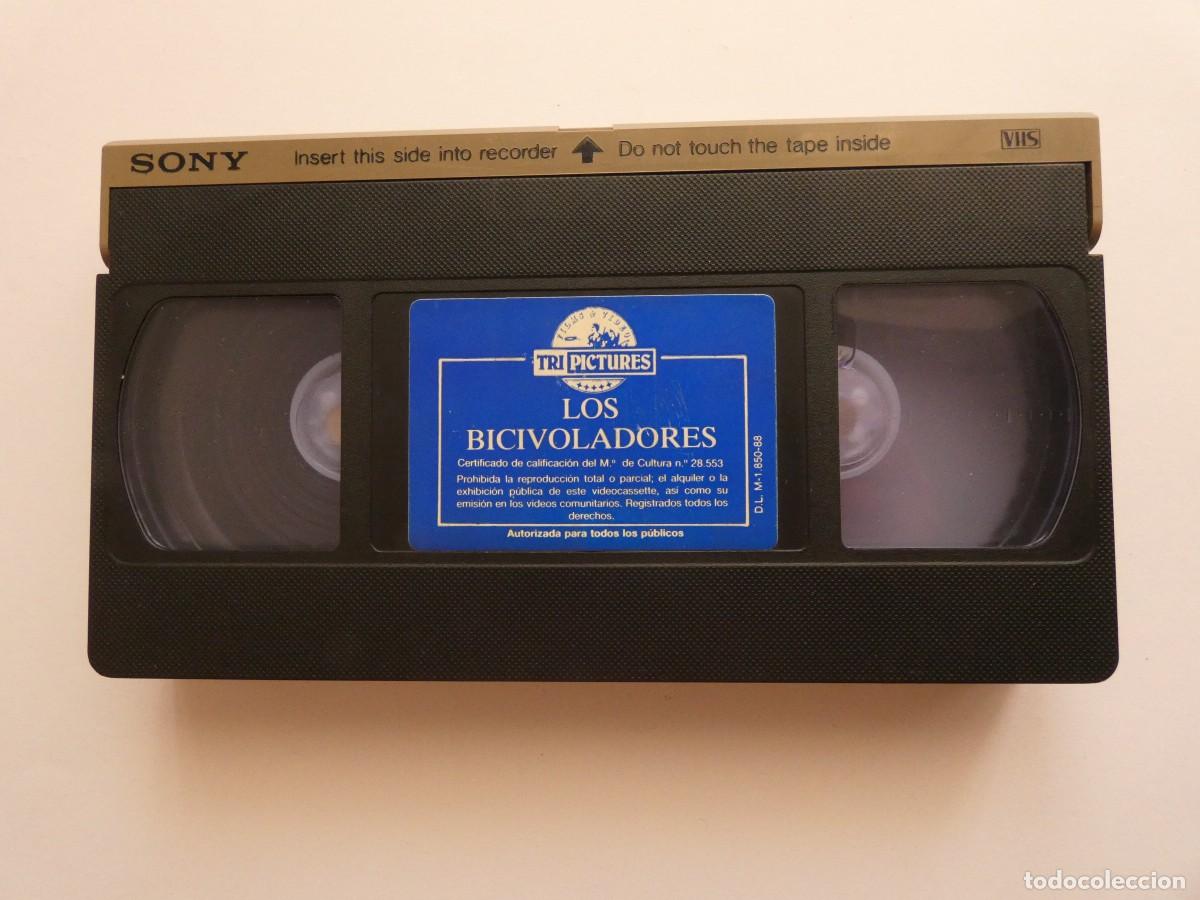 SONY Insert this side into recorder Do not touch the tape inside VHS
FILMS & VIDEO
TRI PICTURES
LOS
BICIVOLADORES
Certificado de calificación del M.º de Cultura n.º 28.553
Prohibida la reproducción total o parcial; el alquiler o la
exhibición pública de este videocassette, así como su
emisión en los videos comunitarios. Registrados todos los
derechos.
Autorizada para todos los públicos
D.L. M-1.850-88
todocoleccion